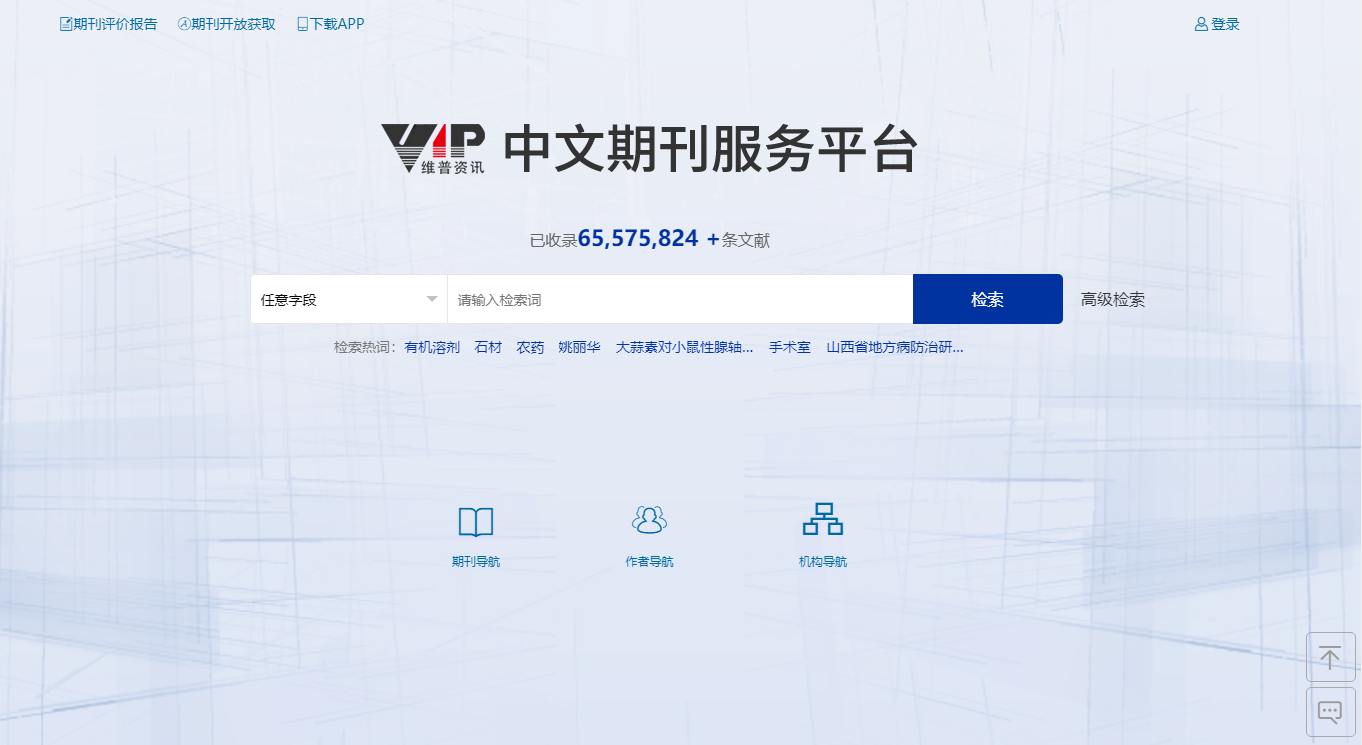 期刊评价报告 期刊开放获取 下载APP 登录
VIP 维普资讯 中文期刊服务平台
已收录65,575,824 +条文献
任意字段 请输入检索词 检索 高级检索
检索热词: 有机溶剂 石材 农药 姚丽华 大蒜素对小鼠性腺轴... 手术室 山西省地方病防治研...
期刊导航 作者导航 机构导航